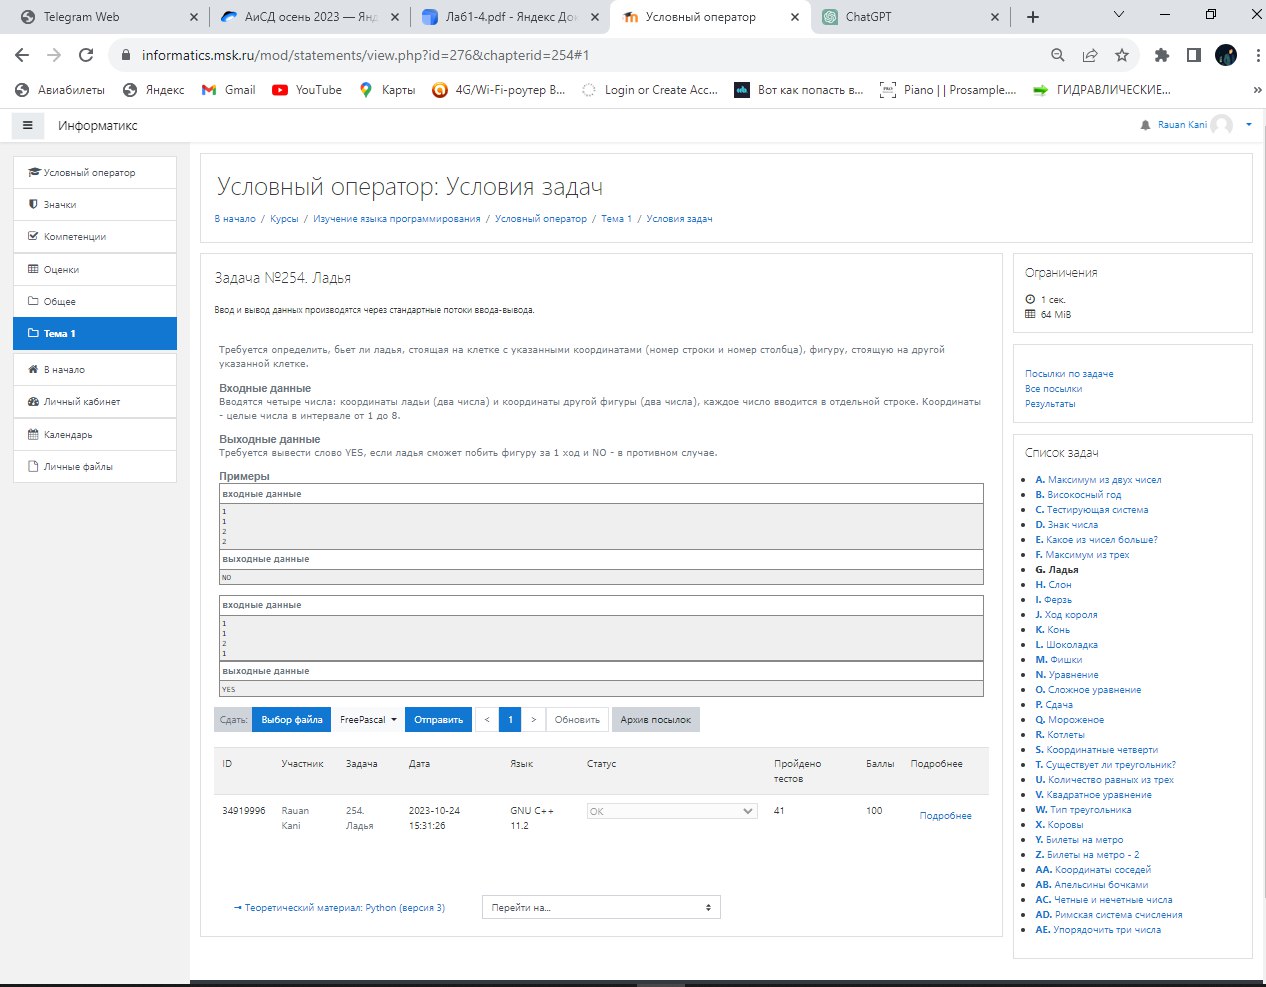 Telegram Web
АиСД осень 2023 — Янд
Лаб1-4.pdf - Яндекс Док
Условный оператор
ChatGPT
informatics.msk.ru/mod/statements/view.php?id=276&chapterid=254#1
Авиабилеты
Яндекс
Gmail
YouTube
Карты
4G/Wi-Fi-роутер В...
Login or Create Acc...
Вот как попасть в...
Piano | | Prosample....
ГИДРАВЛИЧЕСКИЕ...
»
Информатикс
Rauan Kani
Условный оператор
Значки
Компетенции
Оценки
Общее
Тема 1
В начало
Личный кабинет
Календарь
Личные файлы
Условный оператор: Условия задач
В начало / Курсы / Изучение языка программирования / Условный оператор / Тема 1 / Условия задач
Задача №254. Ладья
Ввод и вывод данных производятся через стандартные потоки ввода-вывода.
Требуется определить, бьет ли ладья, стоящая на клетке с указанными координатами (номер строки и номер столбца), фигуру, стоящую на другой
указанной клетке.
Входные данные
Вводятся четыре числа: координаты ладьи (два числа) и координаты другой фигуры (два числа), каждое число вводится в отдельной строке. Координаты
- целые числа в интервале от 1 до 8.
Выходные данные
Требуется вывести слово YES, если ладья сможет побить фигуру за 1 ход и NO - в противном случае.
Примеры
входные данные
1
1
2
2
выходные данные
NO
входные данные
1
1
2
1
выходные данные
YES
Сдать: Выбор файла FreePascal Отправить < 1 > Обновить Архив посылок
ID Участник Задача Дата Язык Статус Пройдено тестов Баллы Подробнее
34919996 Rauan Kani 254. Ладья 2023-10-24 15:31:26 GNU C++ 11.2 OK 41 100 Подробнее
→ Теоретический материал: Python (версия 3)
Перейти на...
Ограничения
1 сек.
64 MiB
Посылки по задаче
Все посылки
Результаты
Список задач
A. Максимум из двух чисел
B. Високосный год
C. Тестирующая система
D. Знак числа
E. Какое из чисел больше?
F. Максимум из трех
G. Ладья
H. Слон
I. Ферзь
J. Ход короля
K. Конь
L. Шоколадка
M. Фишки
N. Уравнение
O. Сложное уравнение
P. Сдача
Q. Мороженое
R. Котлеты
S. Координатные четверти
T. Существует ли треугольник?
U. Количество равных из трех
V. Квадратное уравнение
W. Тип треугольника
X. Коровы
Y. Билеты на метро
Z. Билеты на метро - 2
AA. Координаты соседей
AB. Апельсины бочками
AC. Четные и нечетные числа
AD. Римская система счисления
AE. Упорядочить три числа